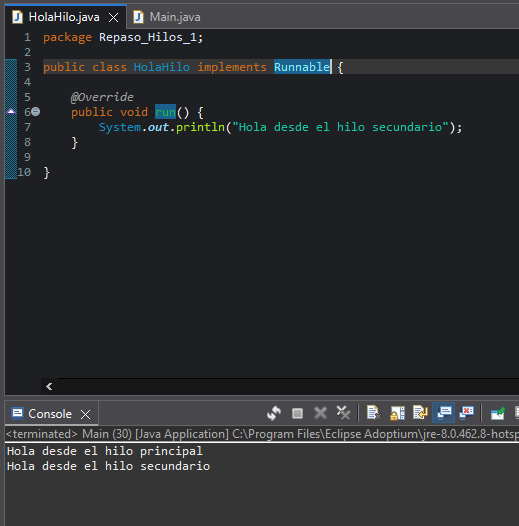 HolaHilo.java
Main.java
1 package Repaso_Hilos_1;
2
3 public class HolaHilo implements Runnable {
4
5 @Override
6 public void run() {
7 System.out.println("Hola desde el hilo secundario");
8 }
9
10 }
Console
<terminated> Main (30) [Java Application] C:\Program Files\Eclipse Adoptium\jre-8.0.462.8-hotsp
Hola desde el hilo principal
Hola desde el hilo secundario